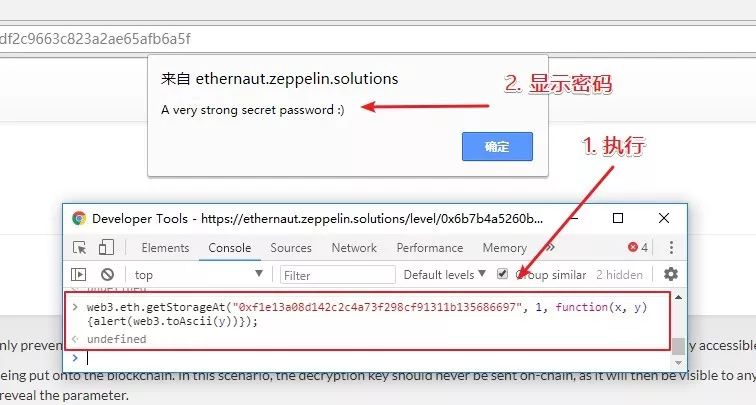 df2c9663c823a2ae65afb6a5f
来自 ethernaut.zeppelin.solutions
A very strong secret password :)
确定
2. 显示密码
1. 执行
Developer Tools - https://ethernaut.zeppelin.solutions/level/0x6b7b4a5260b...
Elements Console Sources Network Performance Memory » 4
top Filter Default levels Group similar 2 hidden
undefined
web3.eth.getStorageAt("0xf1e13a08d142c2c4a73f298cf91311b135686697", 1, function(x, y)
{alert(web3.toAscii(y))});
undefined
nly preven
y accessible
eing put onto the blockchain. In this scenario, the decryption key should never be sent on-chain, as it will then be visible to any
reveal the parameter.